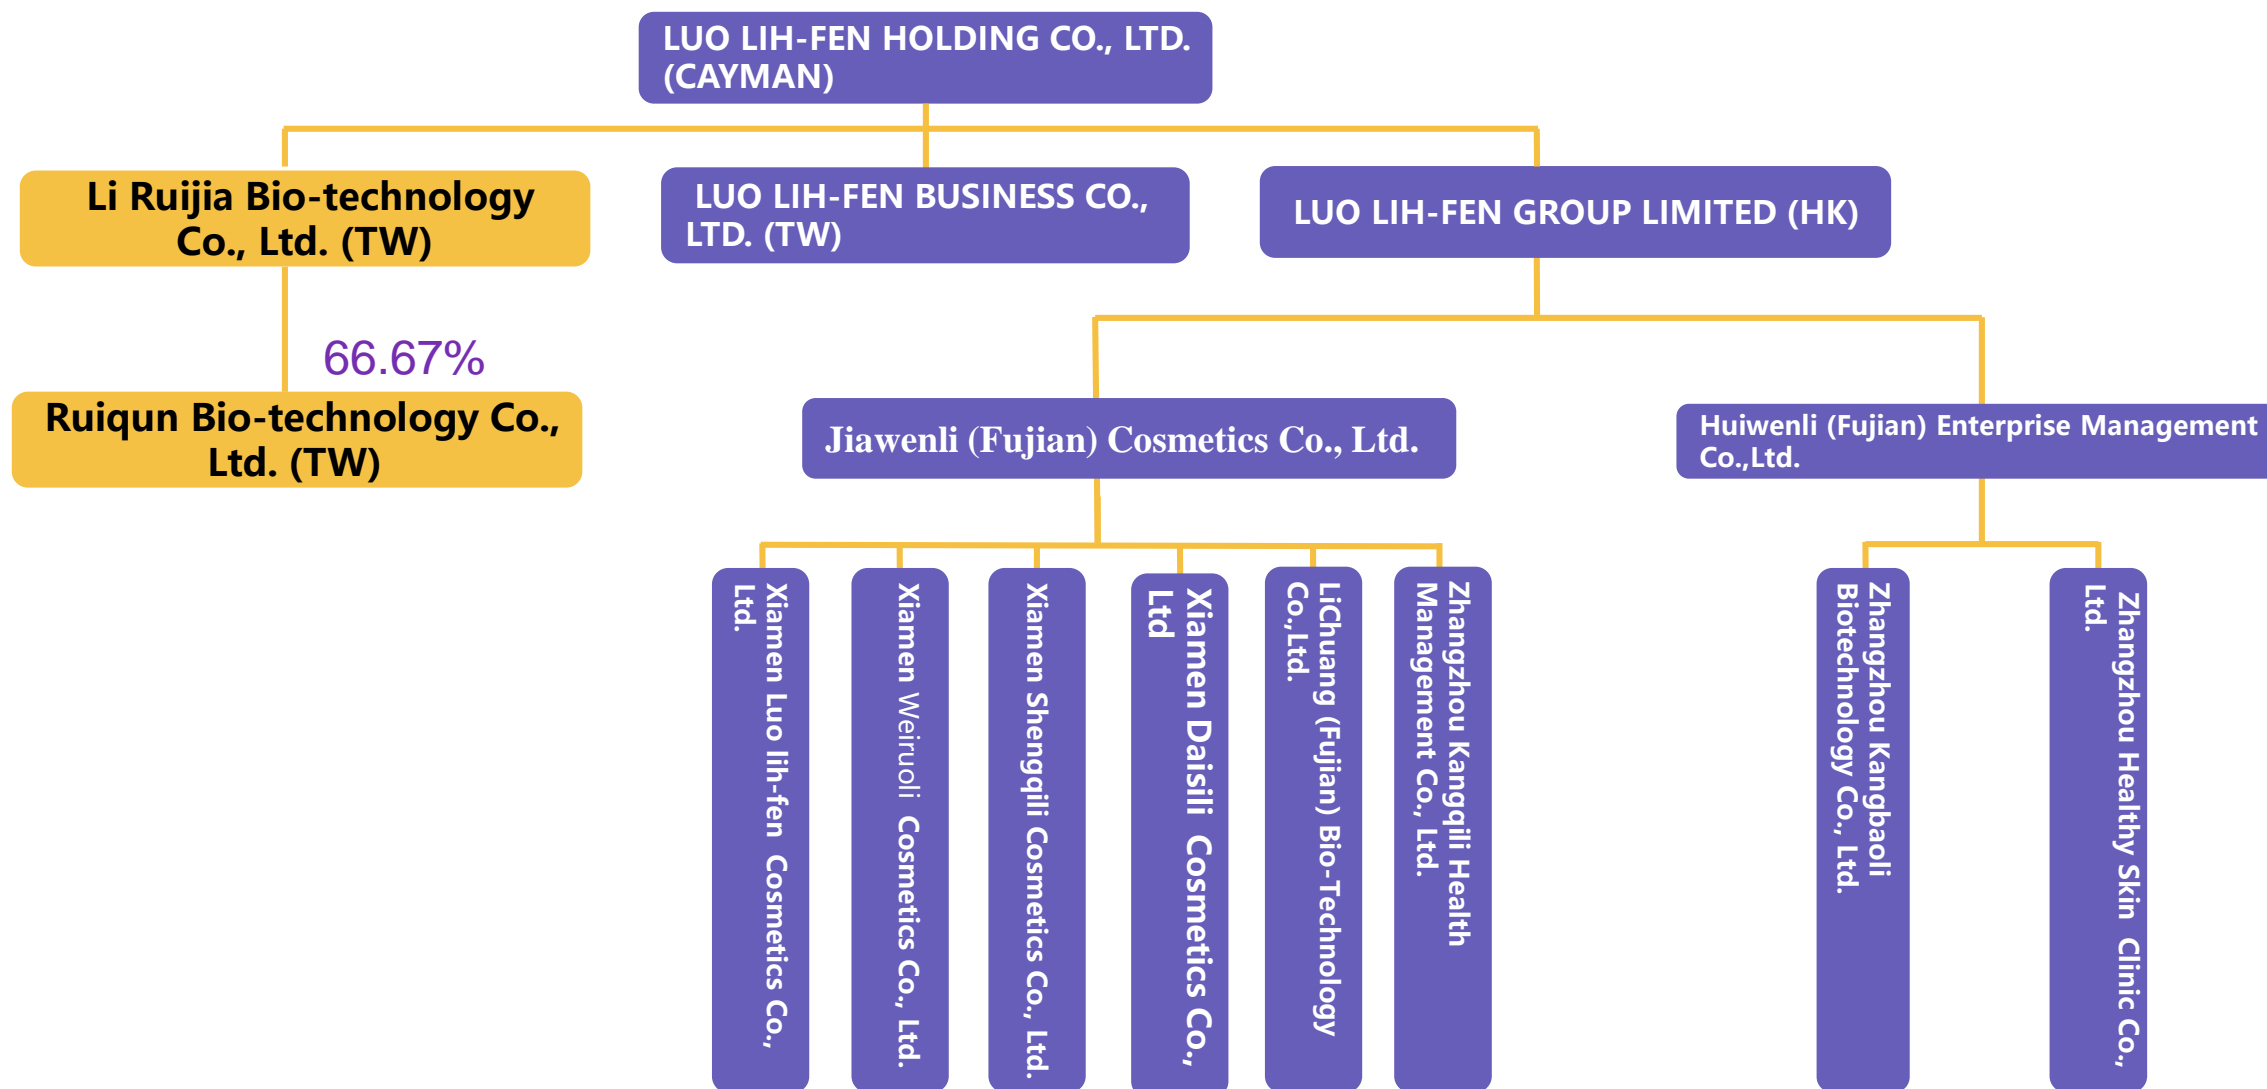 LUO LIH-FEN HOLDING CO., LTD.
(CAYMAN)
Li Ruijia Bio-technology
Co., Ltd. (TW)
LUO LIH-FEN BUSINESS CO.,
LTD. (TW)
LUO LIH-FEN GROUP LIMITED (HK)
66.67%
Ruiqun Bio-technology Co.,
Ltd. (TW)
Jiawenli (Fujian) Cosmetics Co., Ltd.
Huiwenli (Fujian) Enterprise Management
Co.,Ltd.
Xiamen Luo lih-fen Cosmetics Co.,
Ltd.
Xiamen Weiruoli Cosmetics Co., Ltd.
Xiamen Shengqili Cosmetics Co., Ltd.
Xiamen Daisili Cosmetics Co.,
Ltd
LiChuang (Fujian) Bio-Technology
Co.,Ltd.
Zhangzhou Kangqili Health
Management Co., Ltd.
Zhangzhou Kangbaoli
Biotechnology Co., Ltd.
Zhangzhou Healthy Skin Clinic Co.,
Ltd.